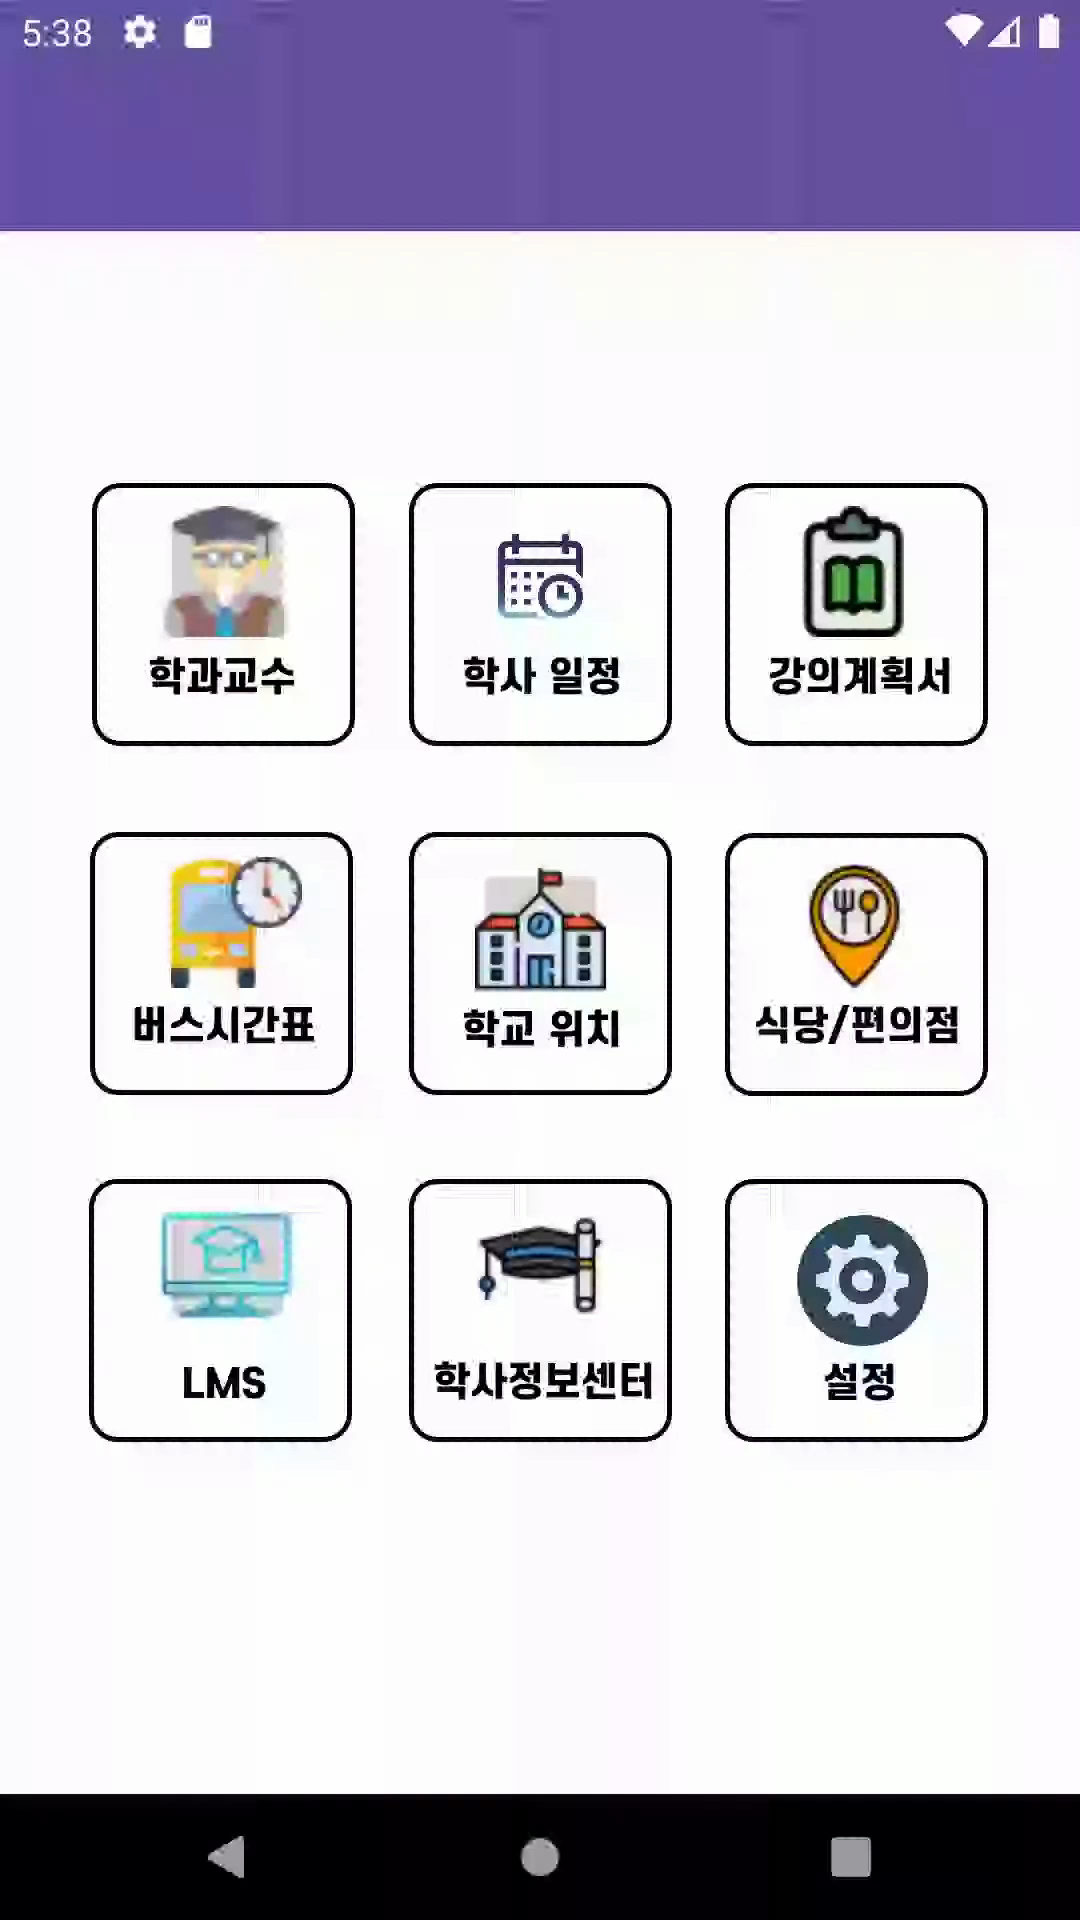 5:38
학과교수
학사 일정
강의계획서
버스시간표
학교 위치
식당/편의점
LMS
학사정보센터
설정